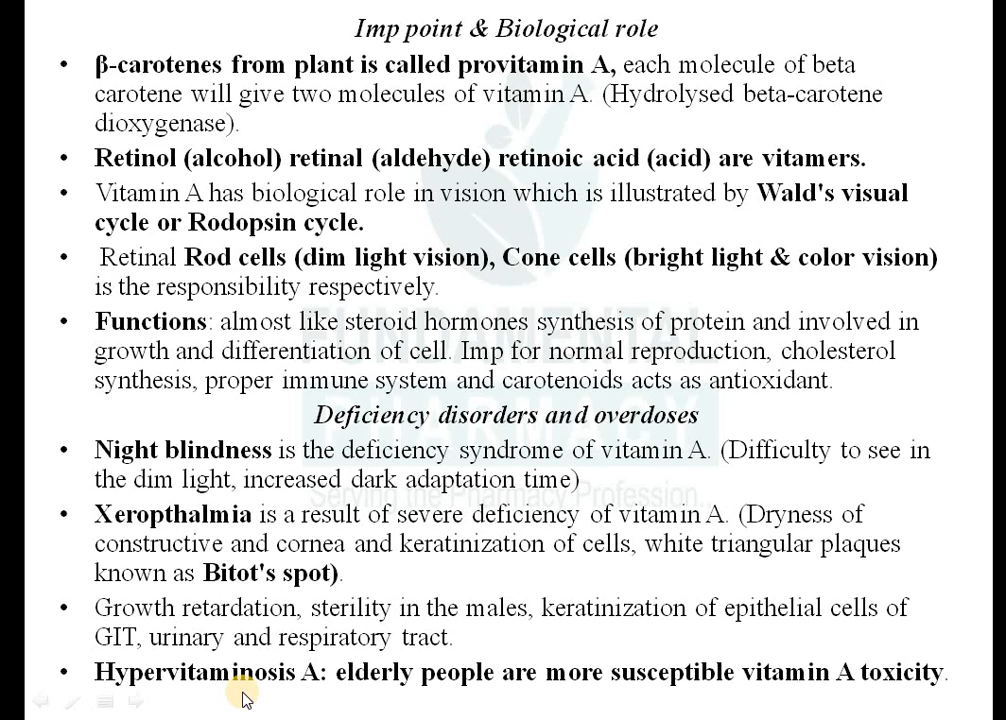 Imp point & Biological role
• β-carotenes from plant is called provitamin A, each molecule of beta
carotene will give two molecules of vitamin A. (Hydrolysed beta-carotene
dioxygenase).
• Retinol (alcohol) retinal (aldehyde) retinoic acid (acid) are vitamers.
• Vitamin A has biological role in vision which is illustrated by Wald's visual
cycle or Rodopsin cycle.
• Retinal Rod cells (dim light vision), Cone cells (bright light & color vision)
is the responsibility respectively.
• Functions: almost like steroid hormones synthesis of protein and involved in
growth and differentiation of cell. Imp for normal reproduction, cholesterol
synthesis, proper immune system and carotenoids acts as antioxidant.
Deficiency disorders and overdoses
• Night blindness is the deficiency syndrome of vitamin A. (Difficulty to see in
the dim light, increased dark adaptation time)
• Xeropthalmia is a result of severe deficiency of vitamin A. (Dryness of
constructive and cornea and keratinization of cells, white triangular plaques
known as Bitot's spot).
• Growth retardation, sterility in the males, keratinization of epithelial cells of
GIT, urinary and respiratory tract.
• Hypervitaminosis A: elderly people are more susceptible vitamin A toxicity.
FUNDAMENTAL
PHARMACY
Serving the Pharmacy Profession...